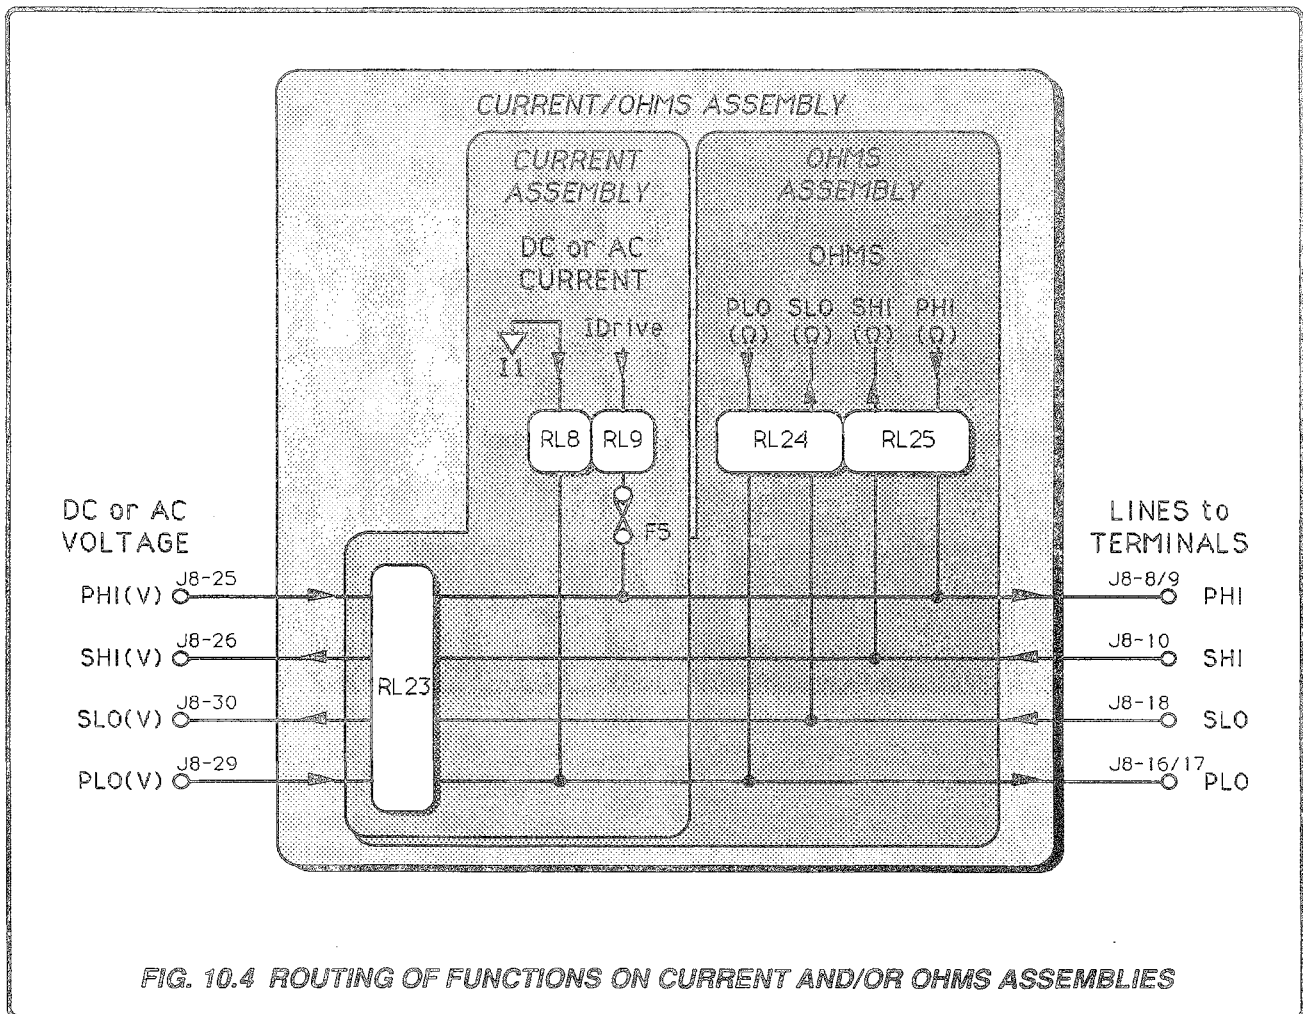 CURRENT/OHMS ASSEMBLY
CURRENT
ASSEMBLY
OHMS
ASSEMBLY
DC or AC
CURRENT
OHMS
I1
IDrive
PLO SLO SHI PHI
(Ω) (Ω) (Ω) (Ω)
RL8
RL9
RL24
RL25
F5
DC or AC
VOLTAGE
LINES to
TERMINALS
PHI(V)
J8-25
J8-8/9
PHI
SHI(V)
J8-26
J8-10
SHI
RL23
SLO(V)
J8-30
J8-18
SLO
PLO(V)
J8-29
J8-16/17
PLO
FIG. 10.4 ROUTING OF FUNCTIONS ON CURRENT AND/OR OHMS ASSEMBLIES